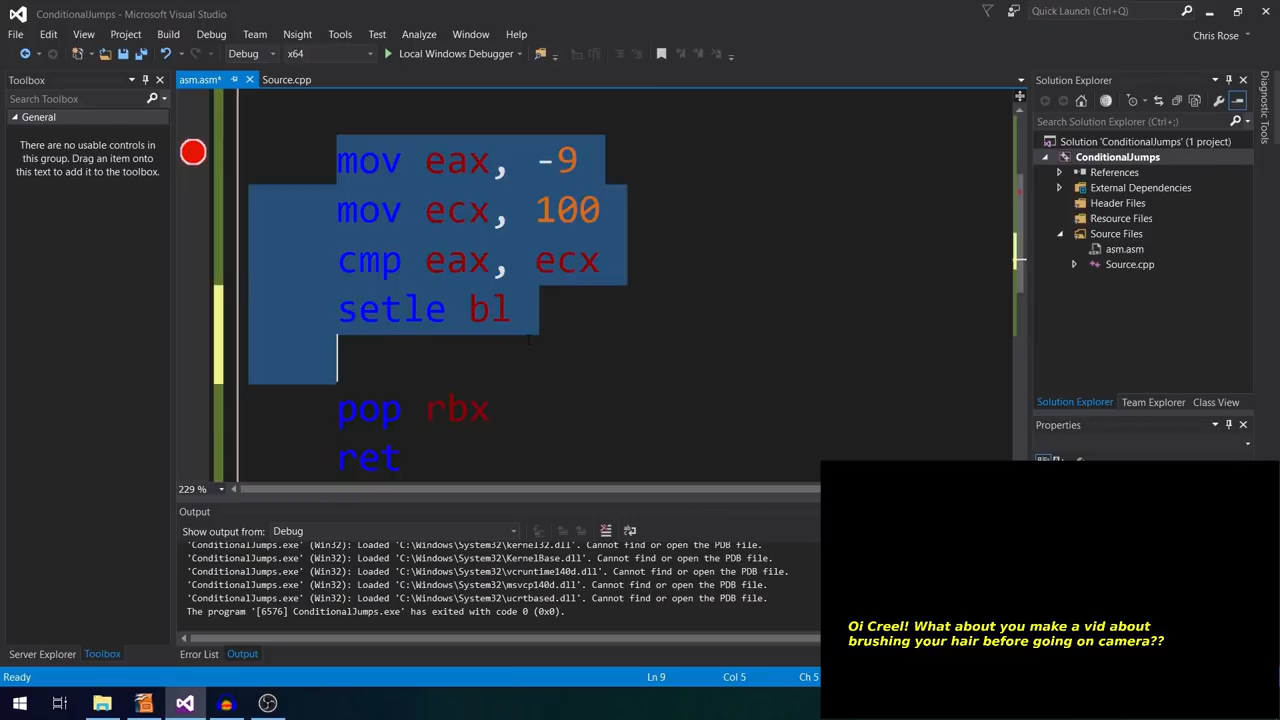 ConditionalJumps - Microsoft Visual Studio
Quick Launch (Ctrl+Q)
File Edit View Project Build Debug Team Nsight Tools Test Analyze Window Help
Chris Rose
Debug x64 Local Windows Debugger
Toolbox
Search Toolbox
General
There are no usable controls in
this group. Drag an item onto
this text to add it to the toolbox.
asm.asm* Source.cpp
mov eax, -9
mov ecx, 100
cmp eax, ecx
setle bl
pop rbx
ret
229 %
Output
Show output from: Debug
'ConditionalJumps.exe' (Win32): Loaded 'C:\Windows\System32\kernel32.dll'. Cannot find or open the PDB file.
'ConditionalJumps.exe' (Win32): Loaded 'C:\Windows\System32\KernelBase.dll'. Cannot find or open the PDB file.
'ConditionalJumps.exe' (Win32): Loaded 'C:\Windows\System32\vcruntime140d.dll'. Cannot find or open the PDB file.
'ConditionalJumps.exe' (Win32): Loaded 'C:\Windows\System32\msvcp140d.dll'. Cannot find or open the PDB file.
'ConditionalJumps.exe' (Win32): Loaded 'C:\Windows\System32\ucrtbased.dll'. Cannot find or open the PDB file.
The program '[6576] ConditionalJumps.exe' has exited with code 0 (0x0).
Solution Explorer
Search Solution Explorer (Ctrl+;)
Solution 'ConditionalJumps' (1 project)
ConditionalJumps
References
External Dependencies
Header Files
Resource Files
Source Files
asm.asm
Source.cpp
Solution Explorer Team Explorer Class View
Properties
Diagnostic Tools
Oi Creel! What about you make a vid about
brushing your hair before going on camera??
Server Explorer Toolbox
Error List Output
Ready
Ln 9 Col 5 Ch 5